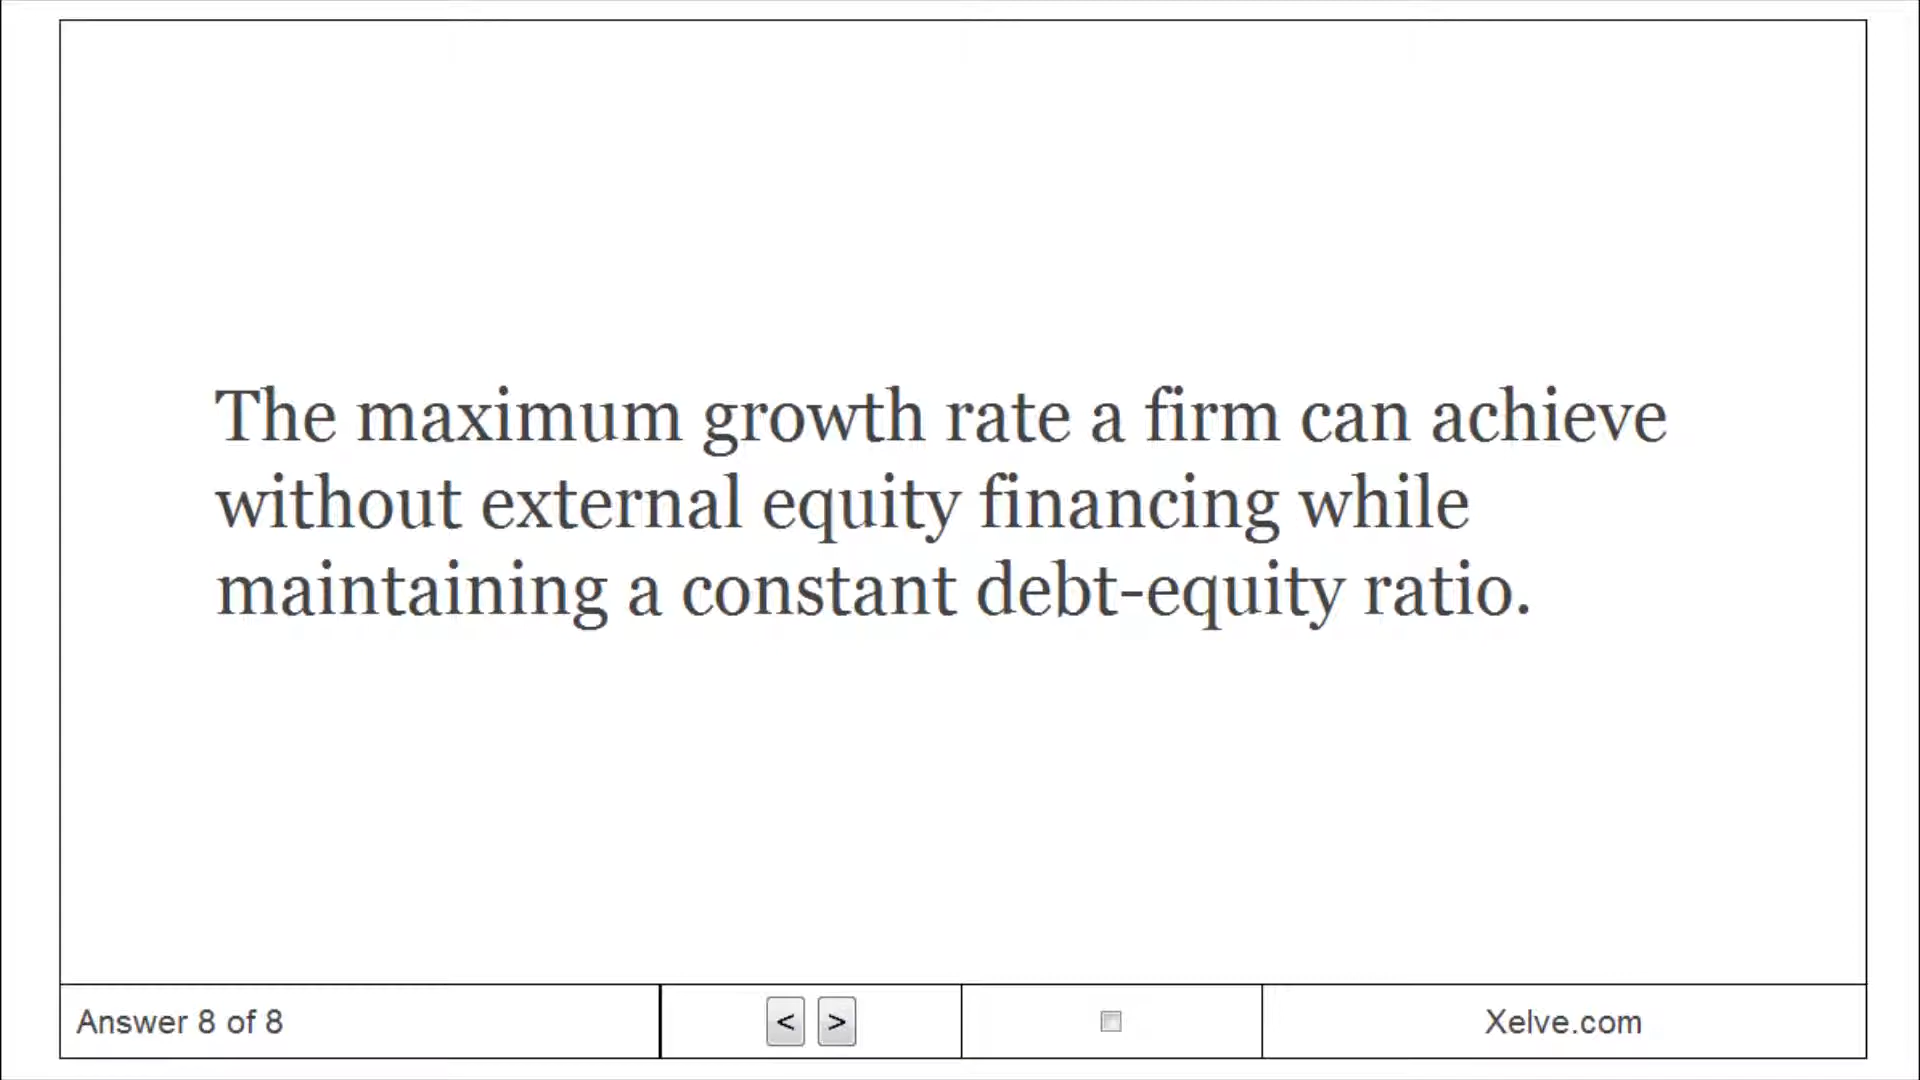 The maximum growth rate a firm can achieve
without external equity financing while
maintaining a constant debt-equity ratio.
Answer 8 of 8
< >
Xelve.com